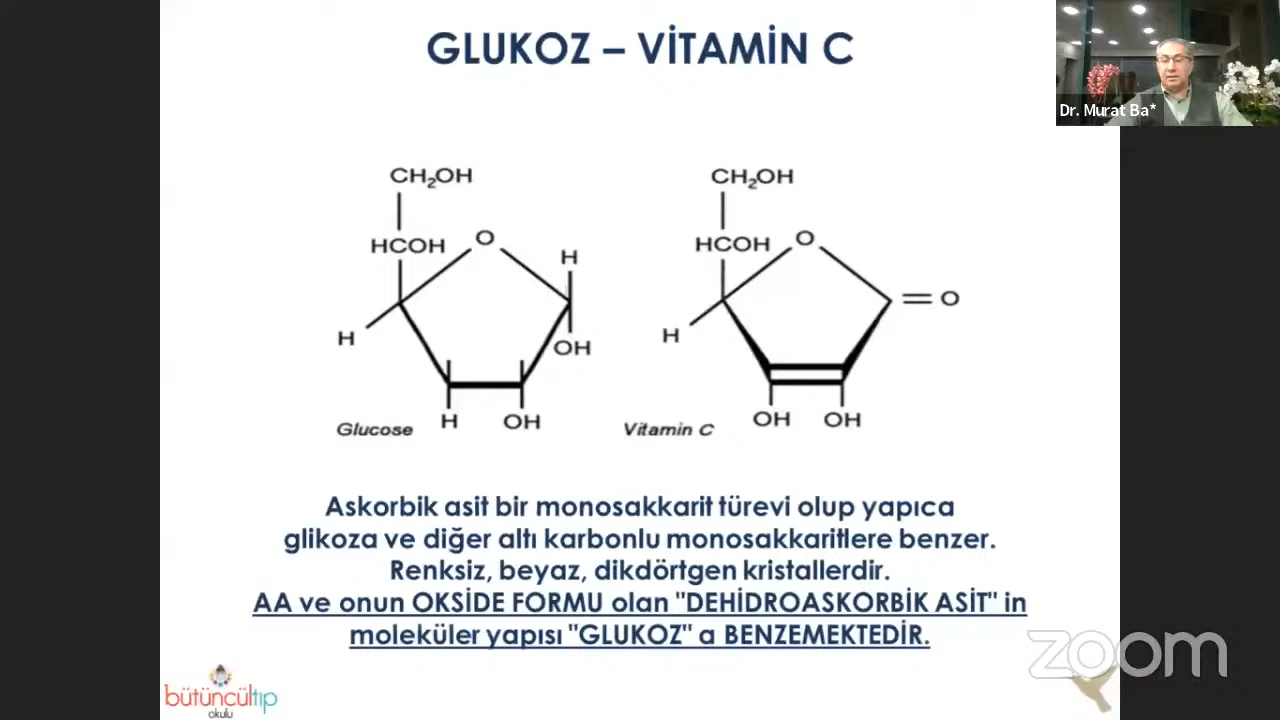 GLUKOZ – VİTAMİN C
Dr. Murat Ba*
CH₂OH
HCOH
O
H
H
OH
H
OH
Glucose
CH₂OH
HCOH
O
=O
H
OH
OH
Vitamin C
Askorbik asit bir monosakkarit türevi olup yapıca
glikoza ve diğer altı karbonlu monosakkaritlere benzer.
Renksiz, beyaz, dikdörtgen kristallerdir.
AA ve onun OKSİDE FORMU olan "DEHİDROASKORBİK ASİT" in
moleküler yapısı "GLUKOZ" a BENZEMEKTEDİR.
zoom
bütüncültıp
okulu